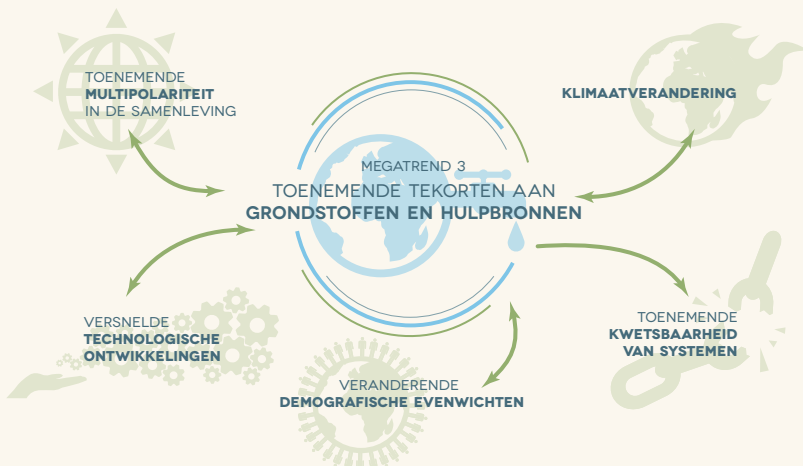 TOENEMENDE
MULTIPOLARITEIT
IN DE SAMENLEVING
KLIMAATVERANDERING
MEGATREND 3
TOENEMENDE TEKORTEN AAN
GRONDSTOFFEN EN HULPBRONNEN
VERSNELDE
TECHNOLOGISCHE
ONTWIKKELINGEN
TOENEMENDE
KWETSBAARHEID
VAN SYSTEMEN
VERANDERENDE
DEMOGRAFISCHE EVENWICHTEN